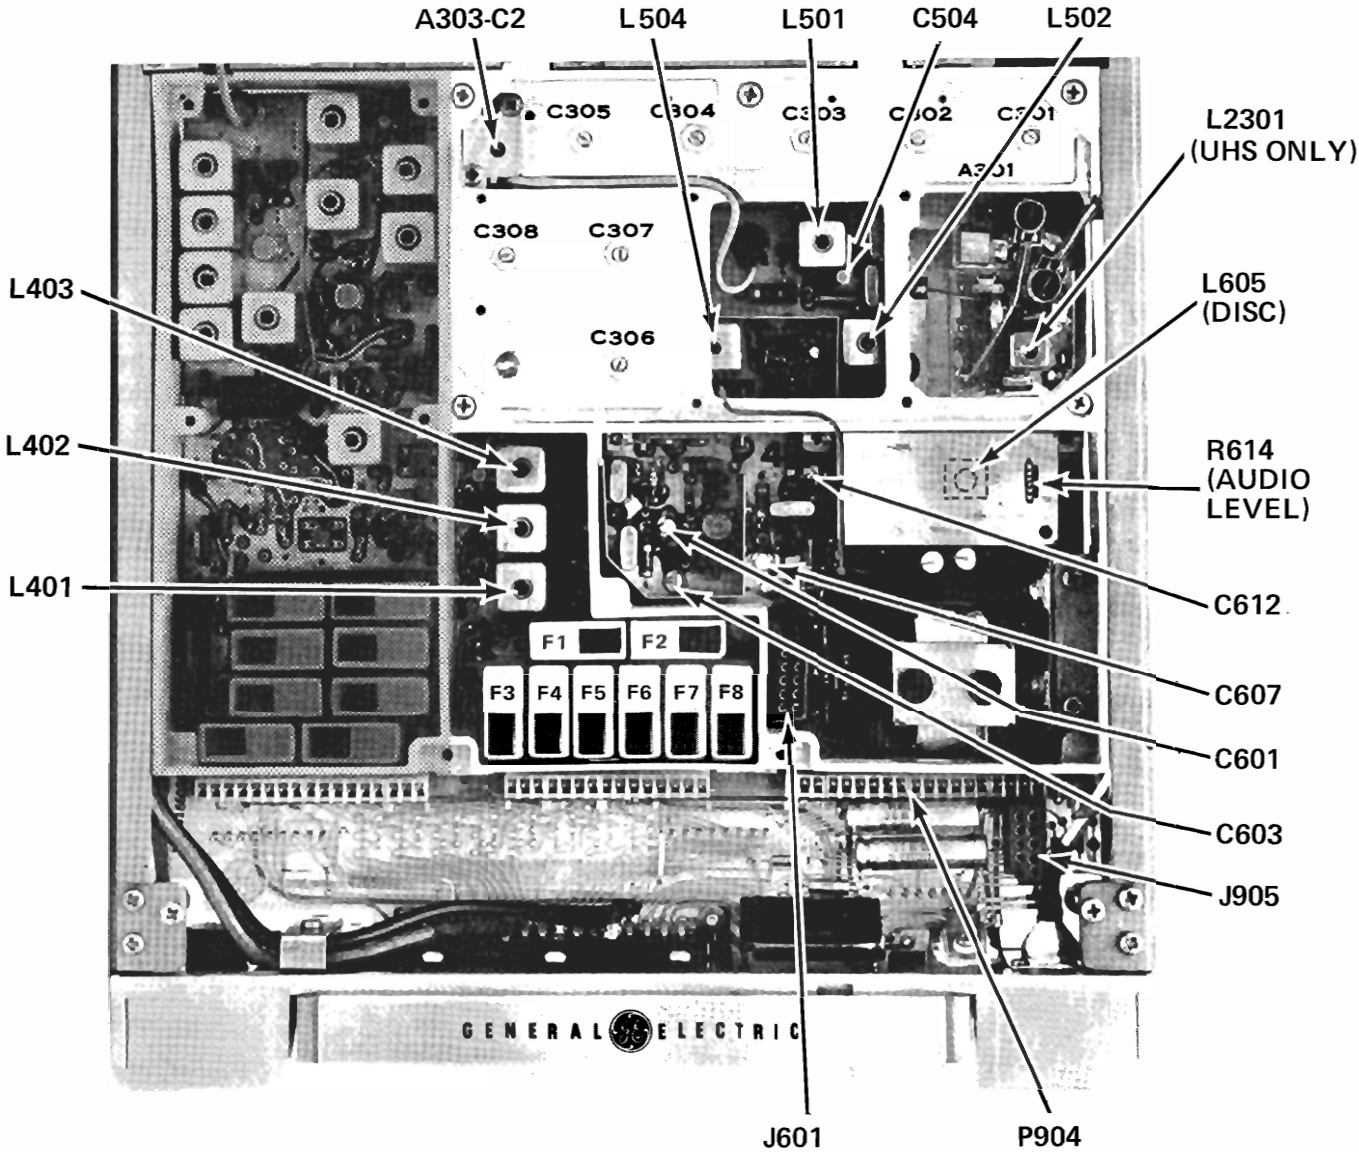 A303-C2 L504 L501 C504 L502
C305 C304 C303 C302 C301
L2301
(UHS ONLY)
A301
C308 C307
L403
L605
(DISC)
C306
L402
R614
(AUDIO
LEVEL)
L401
C612
F1 F2
F3 F4 F5 F6 F7 F8
C607
C601
C603
J905
GENERAL GE ELECTRIC
J601 P904